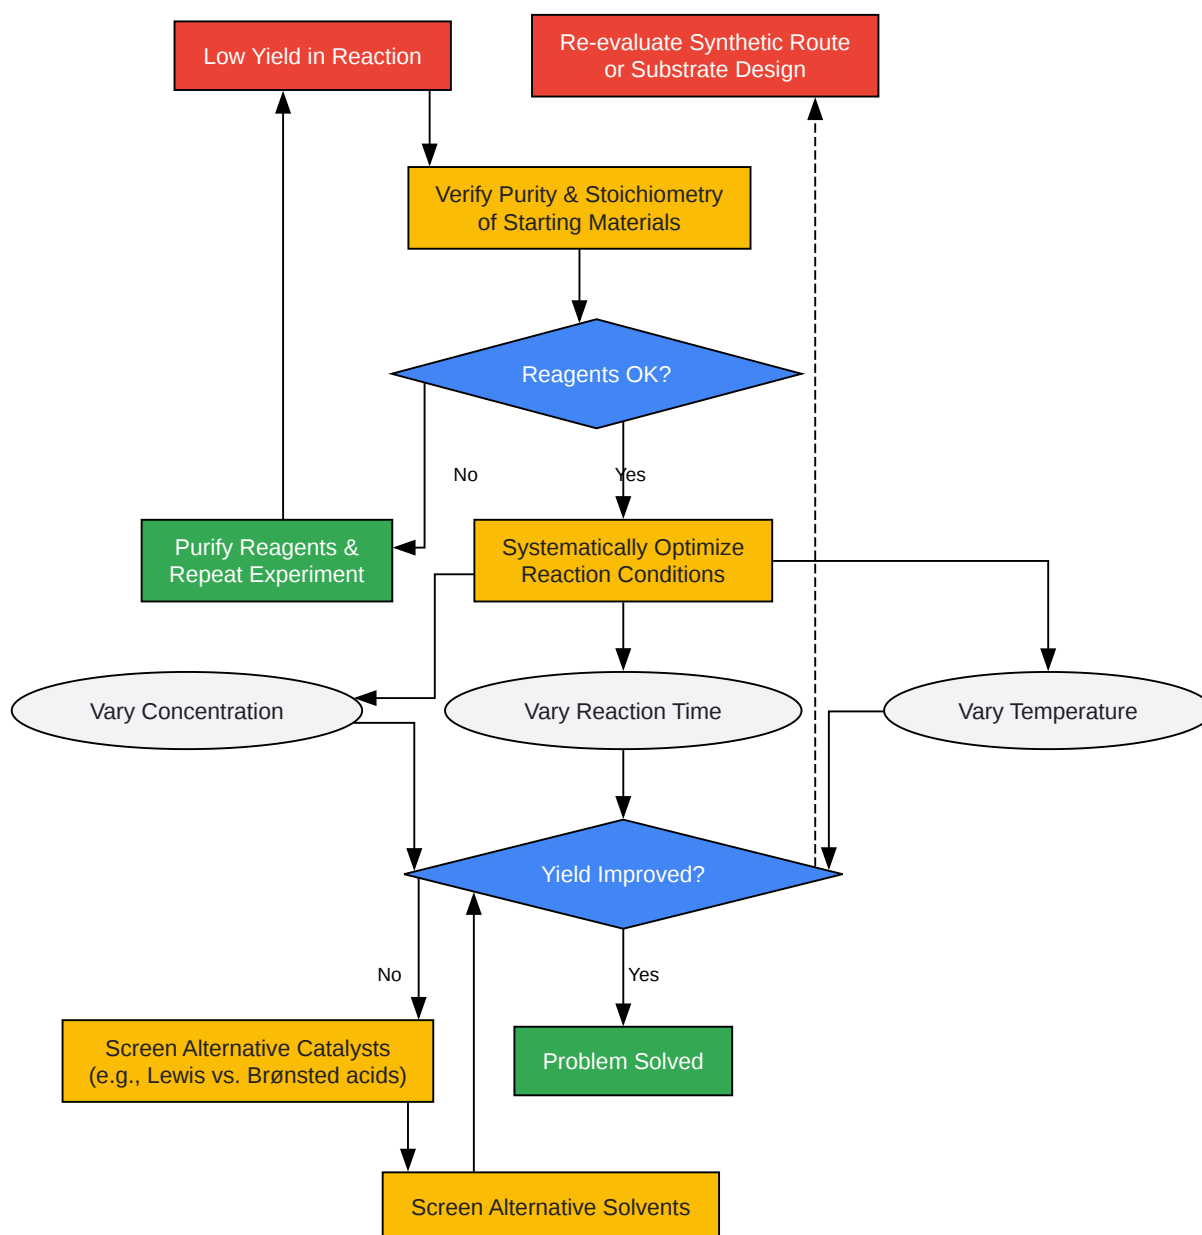 Low Yield in Reaction
Re-evaluate Synthetic Route
or Substrate Design
Verify Purity & Stoichiometry
of Starting Materials
Reagents OK?
No
Yes
Purify Reagents &
Repeat Experiment
Systematically Optimize
Reaction Conditions
Vary Concentration
Vary Reaction Time
Vary Temperature
Yield Improved?
No
Yes
Screen Alternative Catalysts
(e.g., Lewis vs. Brønsted acids)
Problem Solved
Screen Alternative Solvents